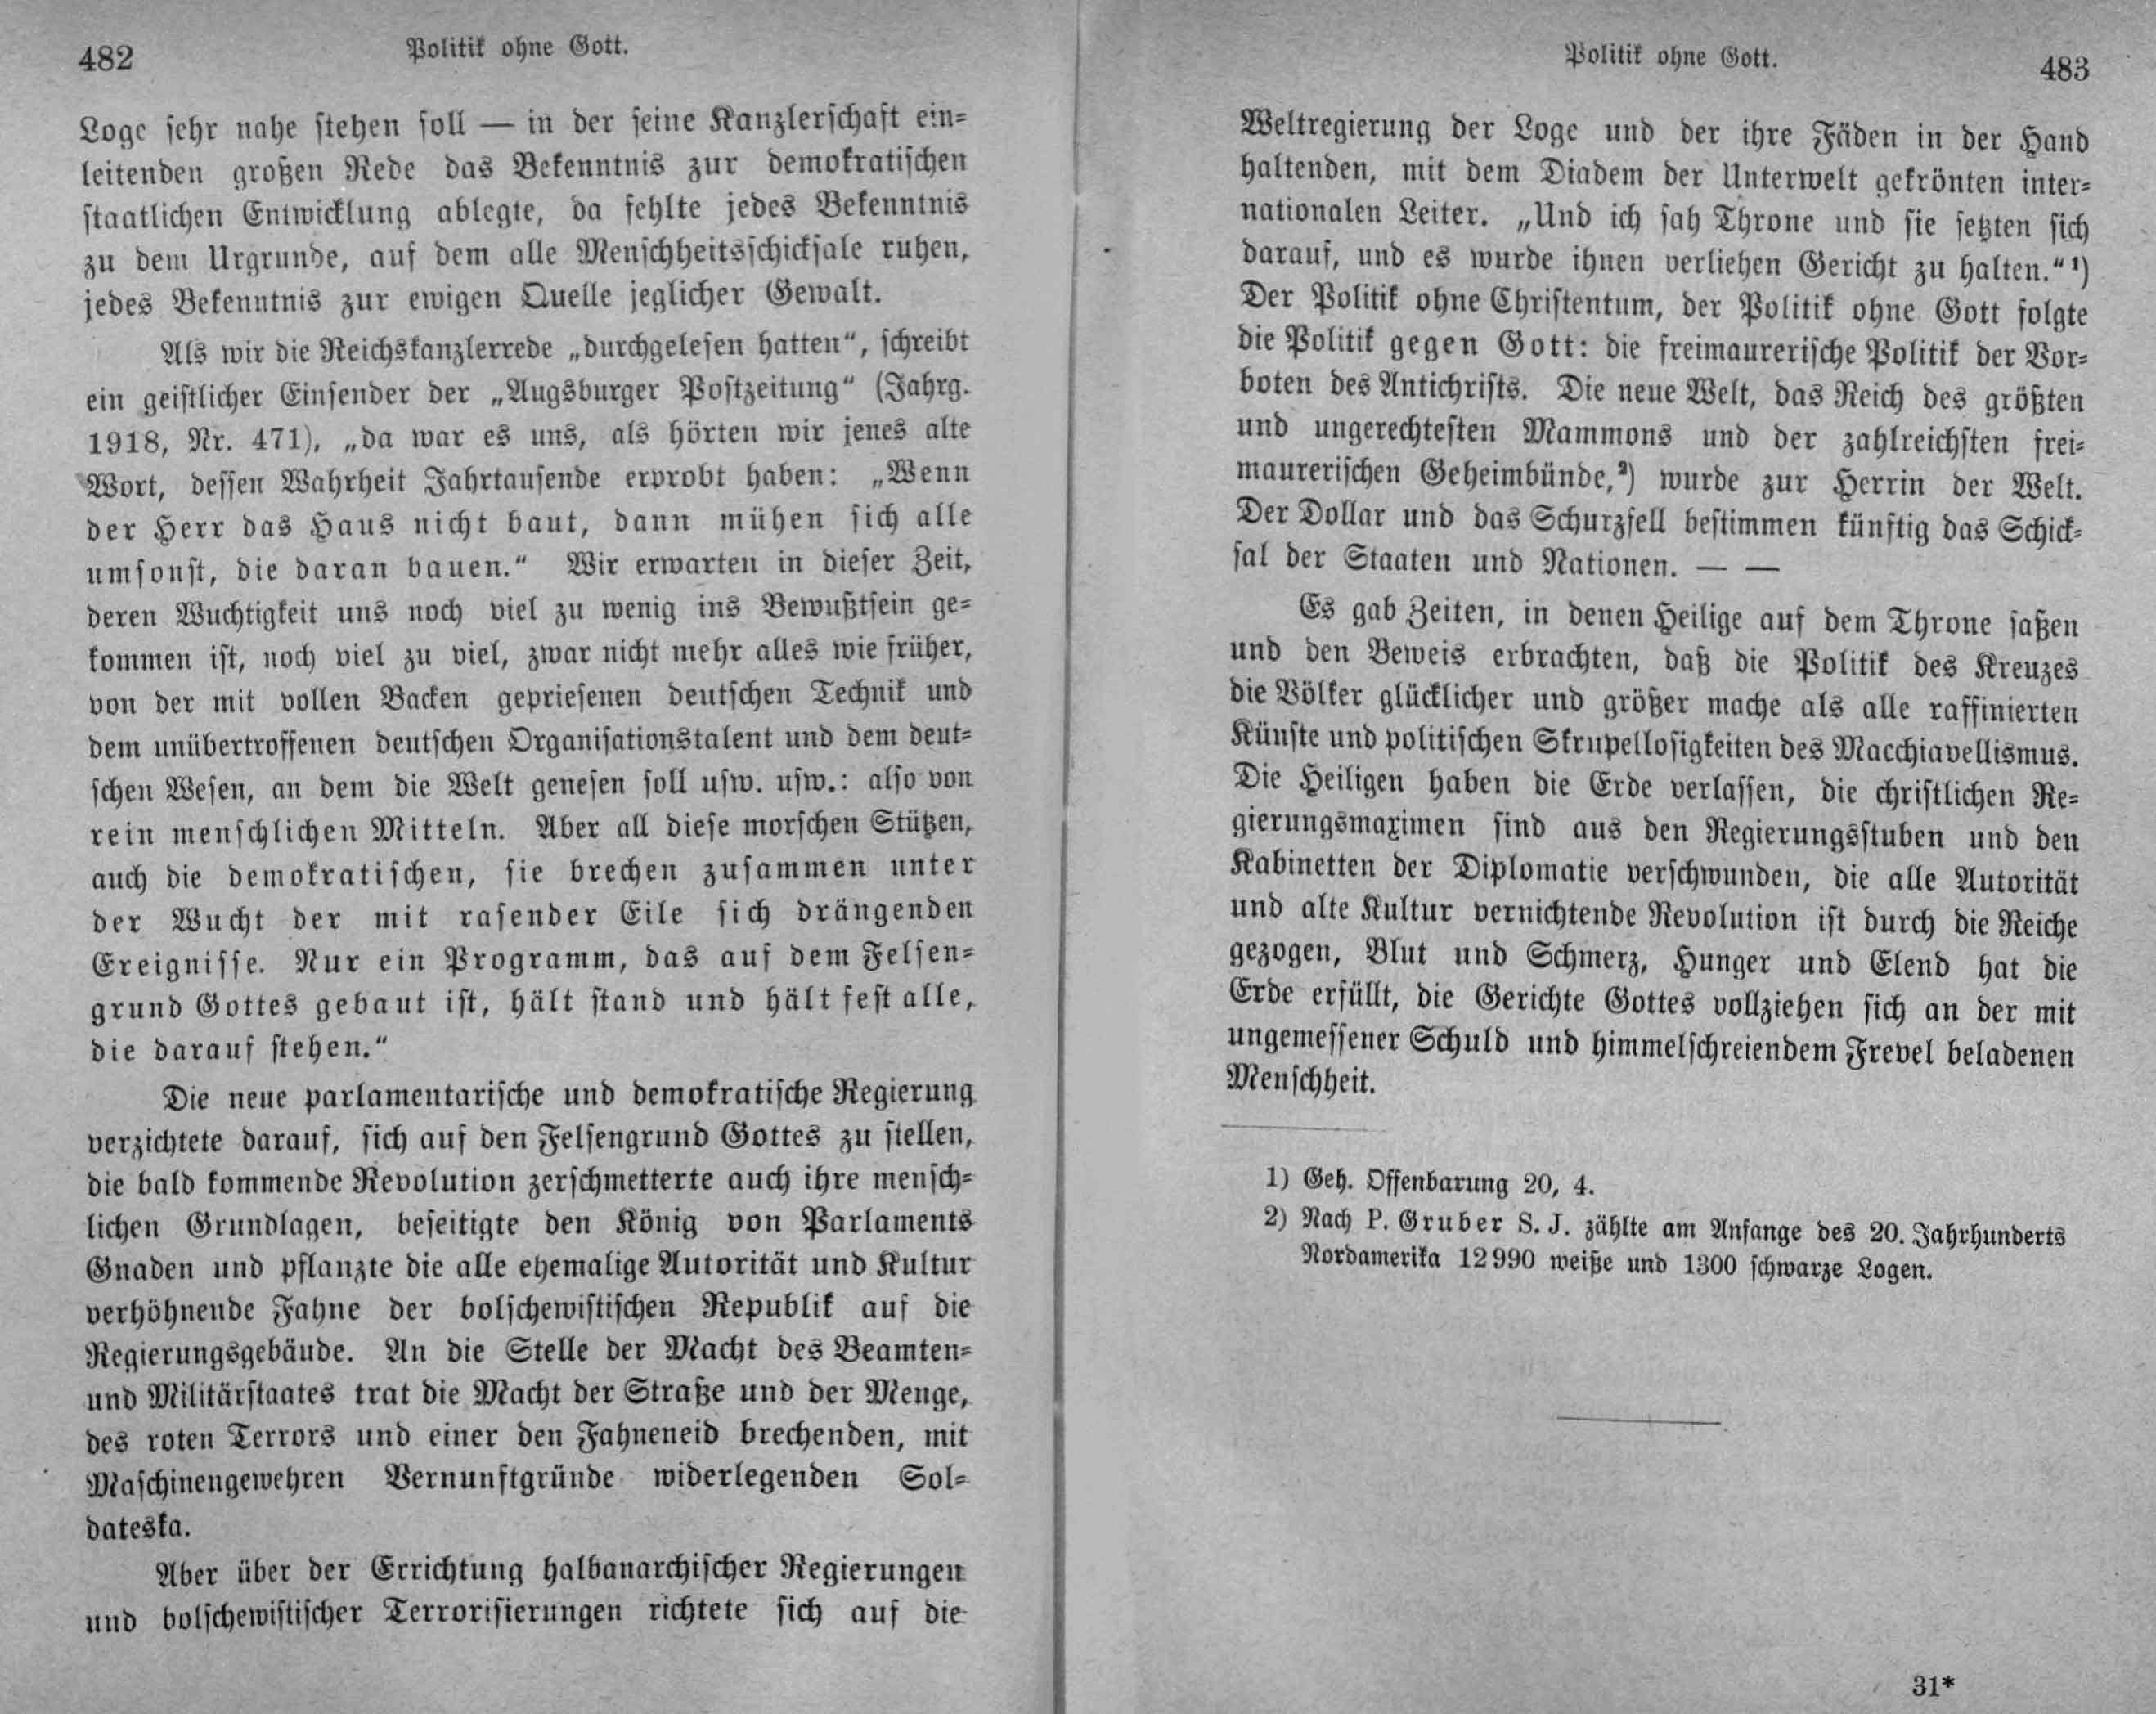 482
Politik ohne Gott.
Loge sehr nahe stehen soll — in der seine Kanzlerschaft ein-
leitenden großen Rede das Bekenntnis zur demokratischen
staatlichen Entwicklung ablegte, da fehlte jedes Bekenntnis
zu dem Urgrunde, auf dem alle Menschheitsschicksale ruhen,
jedes Bekenntnis zur ewigen Quelle jeglicher Gewalt.
Als wir die Reichskanzlerrede „durchgelesen hatten“, schreibt
ein geistlicher Einsender der „Augsburger Postzeitung“ (Jahrg.
1918, Nr. 471), „da war es uns, als hörten wir jenes alte
Wort, dessen Wahrheit Jahrtausende erprobt haben: „Wenn
der Herr das Haus nicht baut, dann mühen sich alle
umsonst, die daran bauen.“ Wir erwarten in dieser Zeit,
deren Wuchtigkeit uns noch viel zu wenig ins Bewußtsein ge-
kommen ist, noch viel zu viel, zwar nicht mehr alles wie früher,
von der mit vollen Backen gepriesenen deutschen Technik und
dem unübertroffenen deutschen Organisationstalent und dem deut-
schen Wesen, an dem die Welt genesen soll usw. usw.: also von
rein menschlichen Mitteln. Aber all diese morschen Stützen,
auch die demokratischen, sie brechen zusammen unter
der Wucht der mit rasender Eile sich drängenden
Ereignisse. Nur ein Programm, das auf dem Felsen-
grund Gottes gebaut ist, hält stand und hält fest alle,
die darauf stehen.“
Die neue parlamentarische und demokratische Regierung
verzichtete darauf, sich auf den Felsengrund Gottes zu stellen,
die bald kommende Revolution zerschmetterte auch ihre mensch-
lichen Grundlagen, beseitigte den König von Parlaments
Gnaden und pflanzte die alle ehemalige Autorität und Kultur
verhöhnende Fahne der bolschewistischen Republik auf die
Regierungsgebäude. An die Stelle der Macht des Beamten-
und Militärstaates trat die Macht der Straße und der Menge,
des roten Terrors und einer den Fahneneid brechenden, mit
Maschinengewehren Vernunftgründe widerlegenden Sol-
dateska.
Aber über der Errichtung halbanarchischer Regierungen
und bolschewistischer Terrorisierungen richtete sich auf die
Politik ohne Gott.
483
Weltregierung der Loge und der ihre Fäden in der Hand
haltenden, mit dem Diadem der Unterwelt gekrönten inter-
nationalen Leiter. „Und ich sah Throne und sie setzten sich
darauf, und es wurde ihnen verliehen Gericht zu halten.“¹)
Der Politik ohne Christentum, der Politik ohne Gott folgte
die Politik gegen Gott: die freimaurerische Politik der Vor-
boten des Antichrists. Die neue Welt, das Reich des größten
und ungerechtesten Mammons und der zahlreichsten frei-
maurerischen Geheimbünde,²) wurde zur Herrin der Welt.
Der Dollar und das Schurzfell bestimmen künftig das Schick-
sal der Staaten und Nationen. — —
Es gab Zeiten, in denen Heilige auf dem Throne saßen
und den Beweis erbrachten, daß die Politik des Kreuzes
die Völker glücklicher und größer mache als alle raffinierten
Künste und politischen Skrupellosigkeiten des Macchiavellismus.
Die Heiligen haben die Erde verlassen, die christlichen Re-
gierungsmaximen sind aus den Regierungsstuben und den
Kabinetten der Diplomatie verschwunden, die alle Autorität
und alte Kultur vernichtende Revolution ist durch die Reiche
gezogen, Blut und Schmerz, Hunger und Elend hat die
Erde erfüllt, die Gerichte Gottes vollziehen sich an der mit
ungemessener Schuld und himmelschreiendem Frevel beladenen
Menschheit.
1) Geh. Offenbarung 20, 4.
2) Nach P. Gruber S. J. zählte am Anfange des 20. Jahrhunderts
Nordamerika 12 990 weiße und 1300 schwarze Logen.
31*